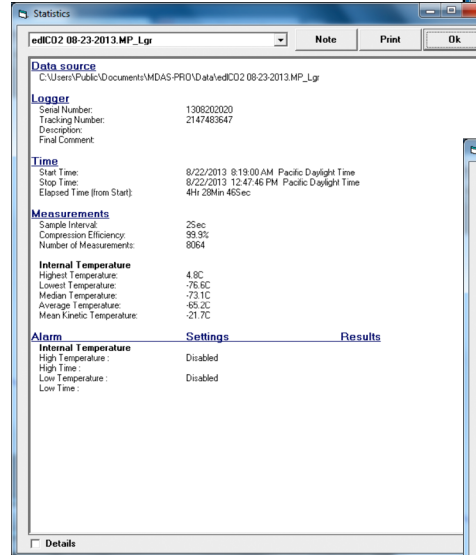 Statistics
edICO2 08-23-2013.MP_Lgr Note Print Ok
Data source
C:\Users\Public\Documents\MDAS-PRO\Data\edICO2 08-23-2013.MP_Lgr
Logger
Serial Number: 1308202020
Tracking Number: 2147483647
Description:
Final Comment:
Time
Start Time: 8/22/2013 8:19:00 AM Pacific Daylight Time
Stop Time: 8/22/2013 12:47:46 PM Pacific Daylight Time
Elapsed Time (from Start): 4Hr 28Min 46Sec
Measurements
Sample Interval: 2Sec
Compression Efficiency: 99.9%
Number of Measurements: 8064
Internal Temperature
Highest Temperature: 4.8C
Lowest Temperature: -76.6C
Median Temperature: -73.1C
Average Temperature: -65.2C
Mean Kinetic Temperature: -21.7C
Alarm Settings Results
Internal Temperature
High Temperature : Disabled
High Time :
Low Temperature : Disabled
Low Time :
Details